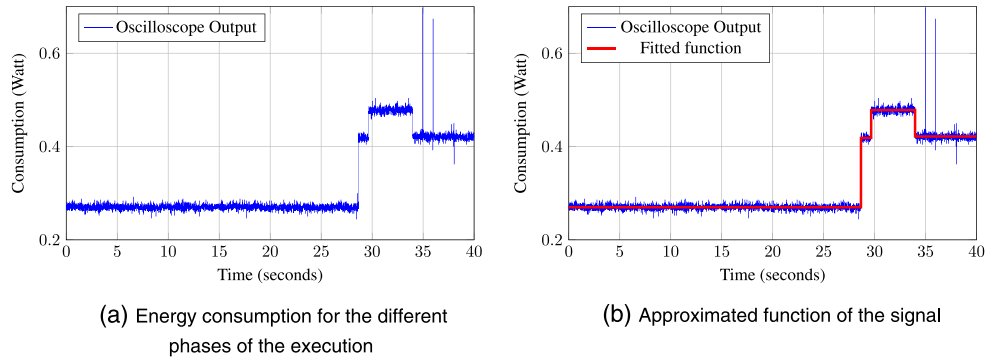 Oscilloscope Output
0.6
0.4
0.2
Consumption (Watt)
0 5 10 15 20 25 30 35 40
Time (seconds)
(a) Energy consumption for the different
phases of the execution
Oscilloscope Output
Fitted function
0.6
0.4
0.2
Consumption (Watt)
0 5 10 15 20 25 30 35 40
Time (seconds)
(b) Approximated function of the signal